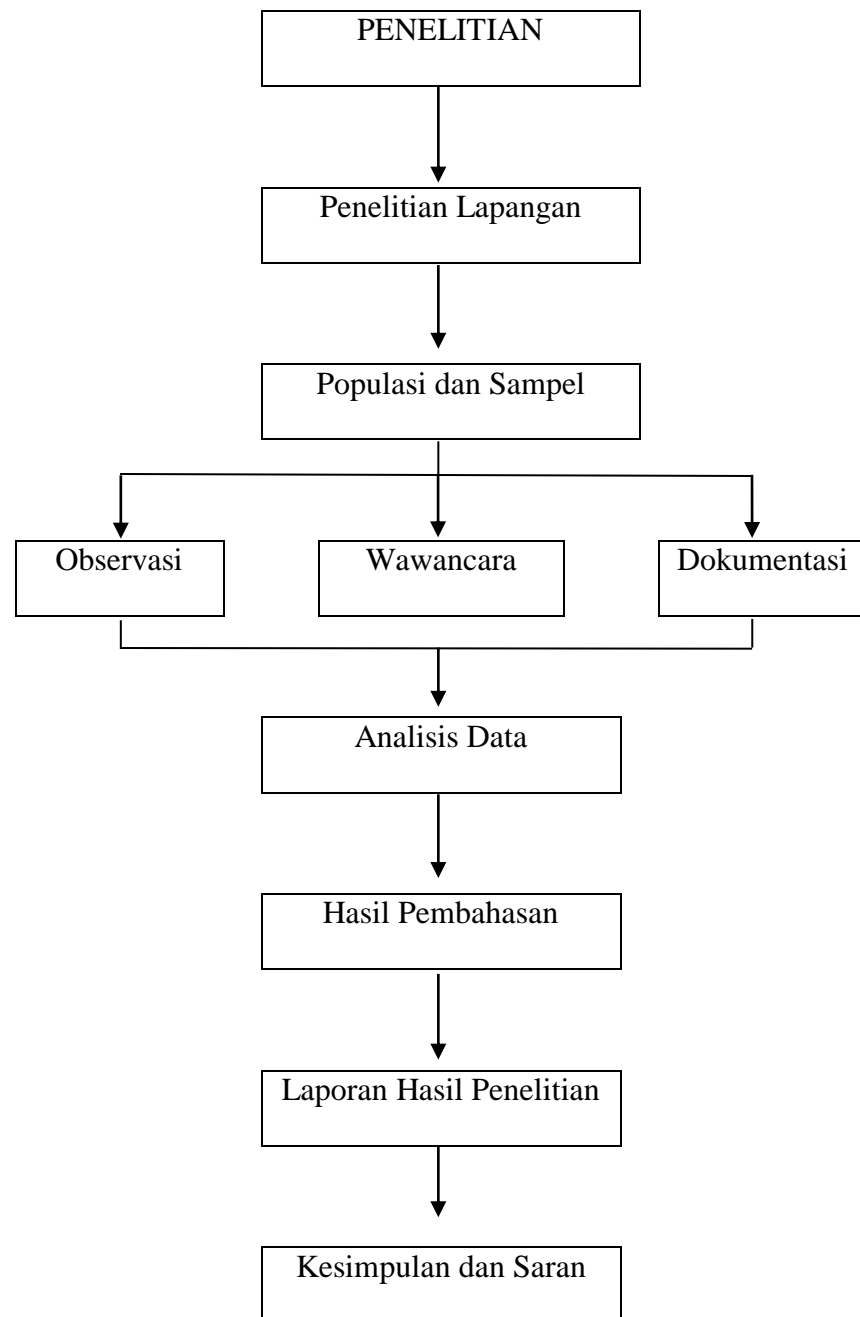 PENELITIAN
Penelitian Lapangan
Populasi dan Sampel
Observasi
Wawancara
Dokumentasi
Analisis Data
Hasil Pembahasan
Laporan Hasil Penelitian
Kesimpulan dan Saran